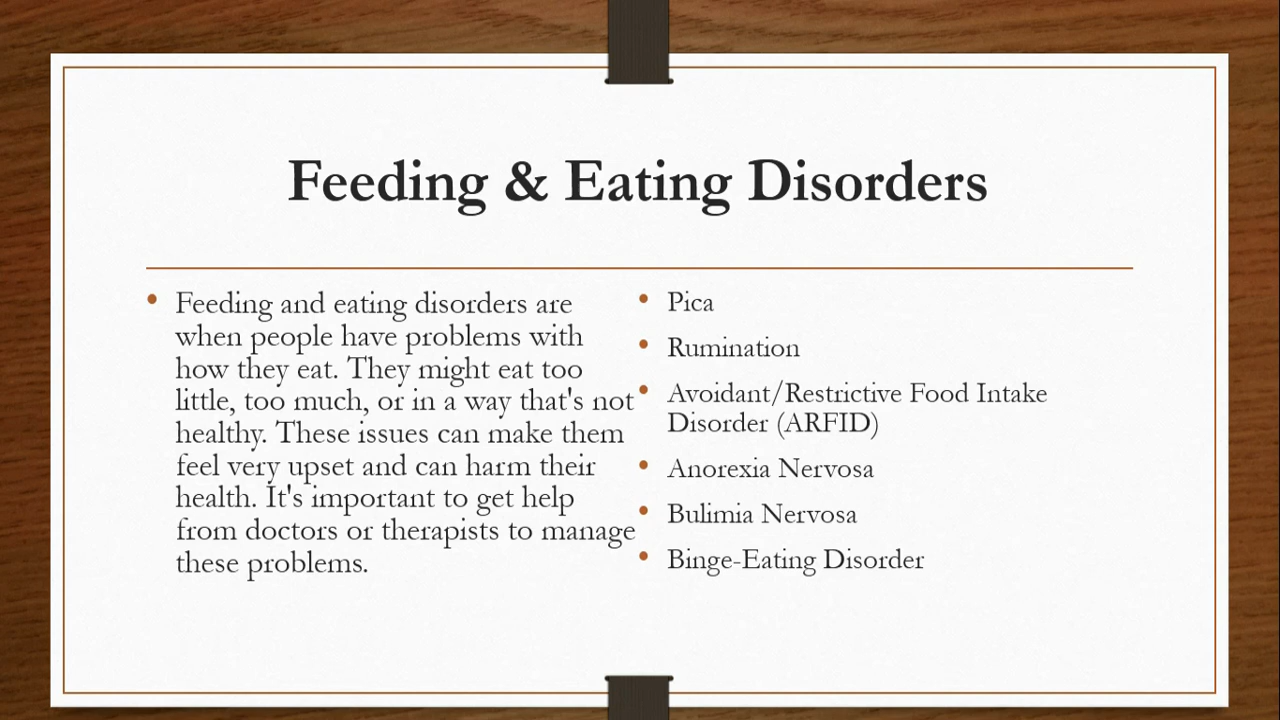 Feeding & Eating Disorders
• Feeding and eating disorders are
when people have problems with
how they eat. They might eat too
little, too much, or in a way that's not
healthy. These issues can make them
feel very upset and can harm their
health. It's important to get help
from doctors or therapists to manage
these problems.
• Pica
• Rumination
• Avoidant/Restrictive Food Intake
Disorder (ARFID)
• Anorexia Nervosa
• Bulimia Nervosa
• Binge-Eating Disorder